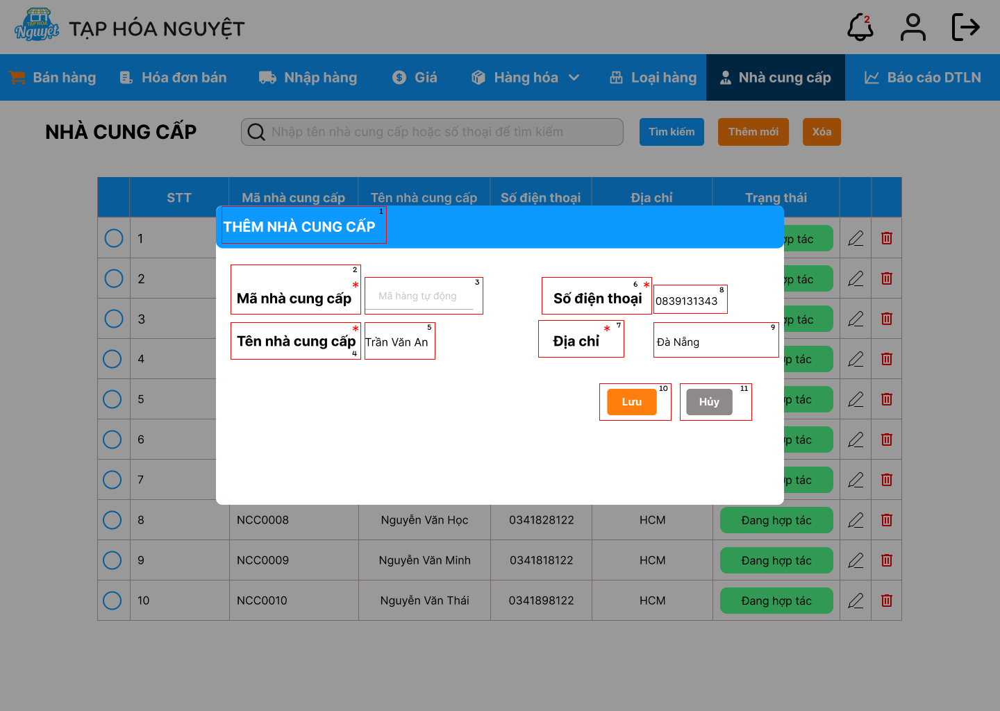 TẠP HÓA
Nguyệt
TẠP HÓA NGUYỆT
2
Bán hàng
Hóa đơn bán
Nhập hàng
Giá
Hàng hóa
Loại hàng
Nhà cung cấp
Báo cáo DTLN
NHÀ CUNG CẤP
Nhập tên nhà cung cấp hoặc số thoại để tìm kiếm
Tìm kiếm
Thêm mới
Xóa
STT
Mã nhà cung cấp
Tên nhà cung cấp
Số điện thoại
Địa chỉ
Trạng thái
THÊM NHÀ CUNG CẤP
1
2
Mã nhà cung cấp *
3
Mã hàng tự động
6
Số điện thoại *
8
0839131343
Tên nhà cung cấp *
4
5
Trần Văn An
7
Địa chỉ *
9
Đà Nẵng
10
Lưu
11
Hủy
1
hợp tác
2
hợp tác
3
hợp tác
4
hợp tác
5
hợp tác
6
hợp tác
7
hợp tác
8 NCC0008 Nguyễn Văn Học 0341828122 HCM Đang hợp tác
9 NCC0009 Nguyễn Văn Minh 0341818122 HCM Đang hợp tác
10 NCC0010 Nguyễn Văn Thái 0341898122 HCM Đang hợp tác